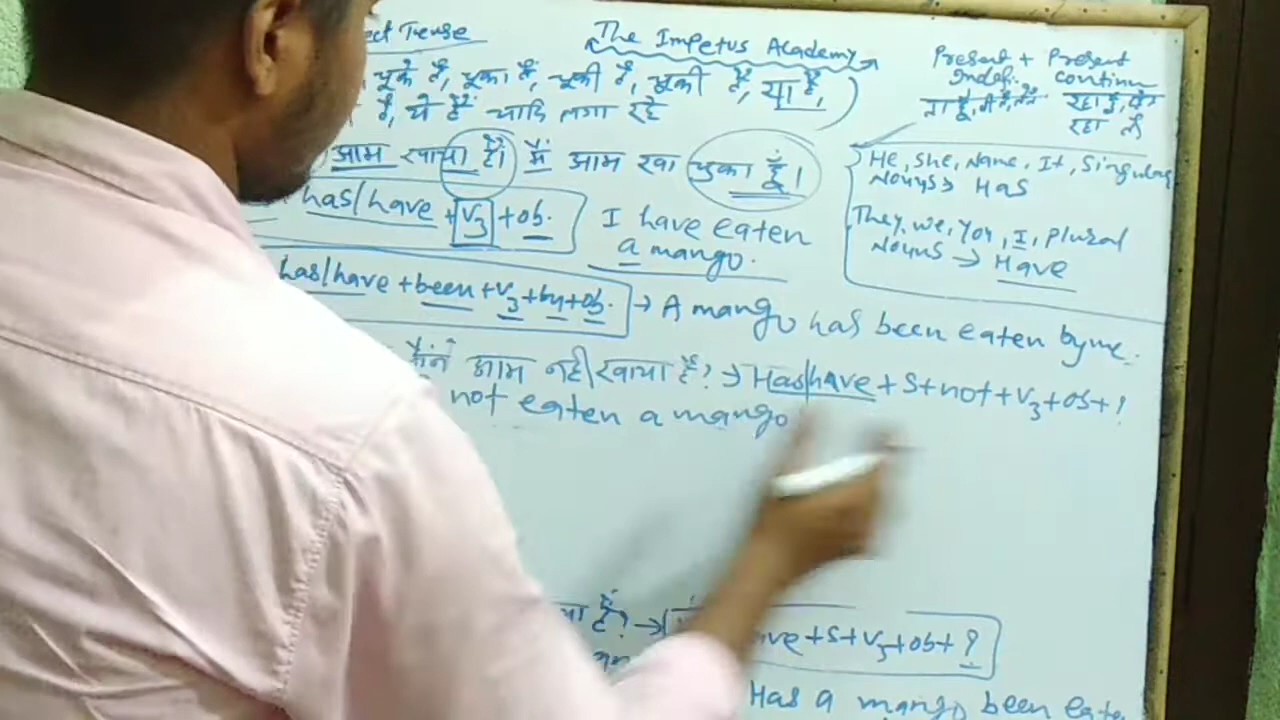 ect Tense
The Impetus Academy
चूके हैं, चूका है, चूकी है, चूकी हैं, या है,
है, ये हैं आदि लगा रहे
Present + Present
Indef. continu
रहा है,
रहा है
आम खाया है। मैं आम खा चुका हूँ।
He, She, Name, It, Singular
Nouns → Has
has/have + V3 + ob.
I have eaten
a mango.
They, we, You, I, Plural
Nouns → Have
has/have + been + V3 + by + ob. → A mango has been eaten by me.
मैंने आम नहीं खाया है? → Has/have + S + not + V3 + ob + ?
not eaten a mango
या है? → ve + S + V3 + ob + ?
Has a mango been eate